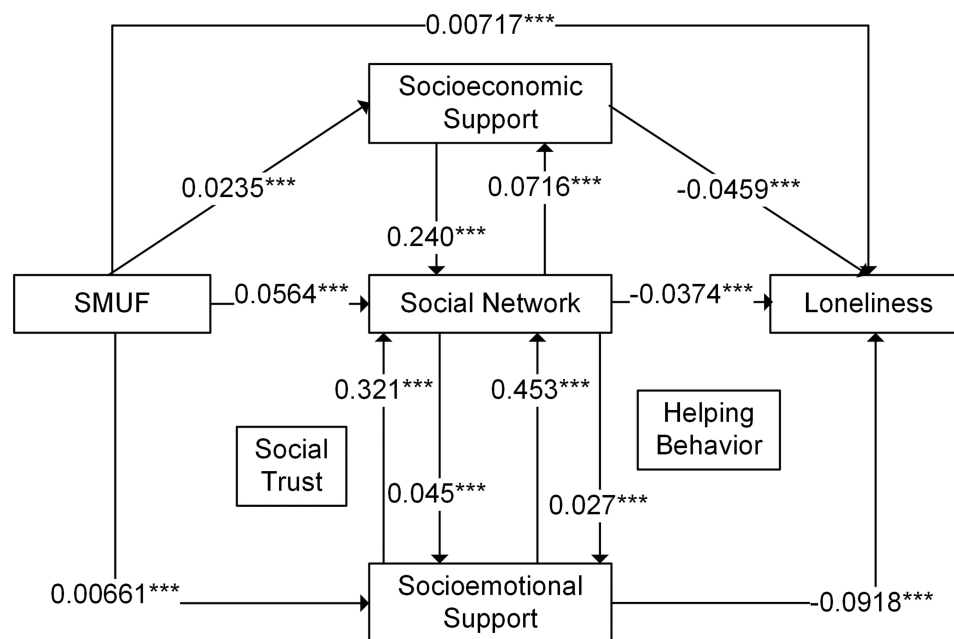 0.00717***
Socioeconomic
Support
0.0235***
0.0716***
-0.0459***
0.240***
SMUF
0.0564***
Social Network
-0.0374***
Loneliness
0.321***
0.453***
Helping
Behavior
Social
Trust
0.045***
0.027***
Socioemotional
Support
0.00661***
-0.0918***